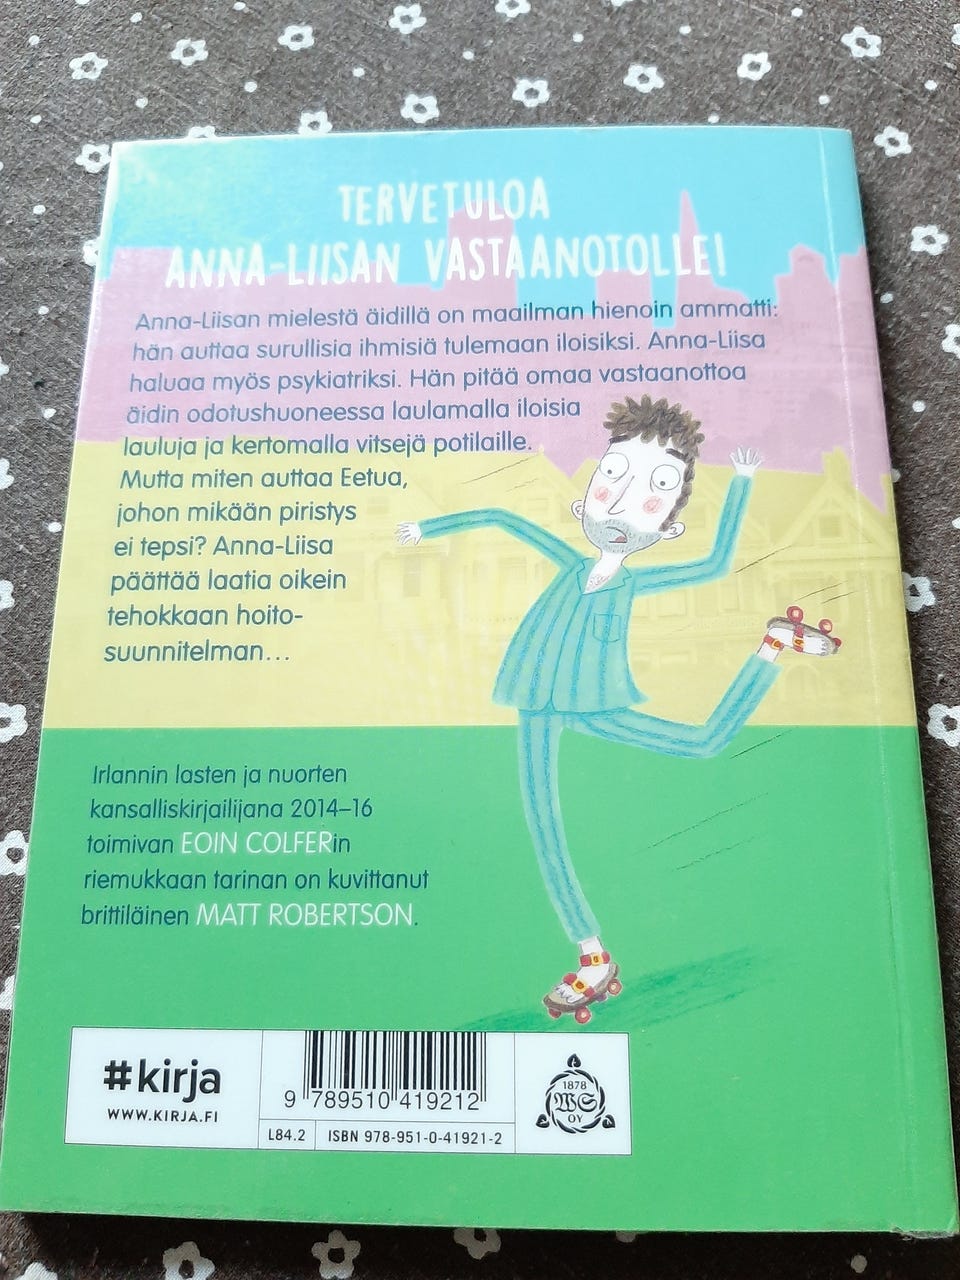 TERVETULOA
ANNA-LIISAN VASTAANOTOLLE!
Anna-Liisan mielestä äidillä on maailman hienoin ammatti:
hän auttaa surullisia ihmisiä tulemaan iloisiksi. Anna-Liisa
haluaa myös psykiatriksi. Hän pitää omaa vastaanottoa
äidin odotushuoneessa laulamalla iloisia
lauluja ja kertomalla vitsejä potilaille.
Mutta miten auttaa Eetua,
johon mikään piristys
ei tepsi? Anna-Liisa
päättää laatia oikein
tehokkaan hoito-
suunnitelman...
Irlannin lasten ja nuorten
kansalliskirjailijana 2014–16
toimivan EOIN COLFERin
riemukkaan tarinan on kuvittanut
brittiläinen MATT ROBERTSON.
#kirja
WWW.KIRJA.FI
9 789510 419212
L84.2
ISBN 978-951-0-41921-2
1878
WS
OY